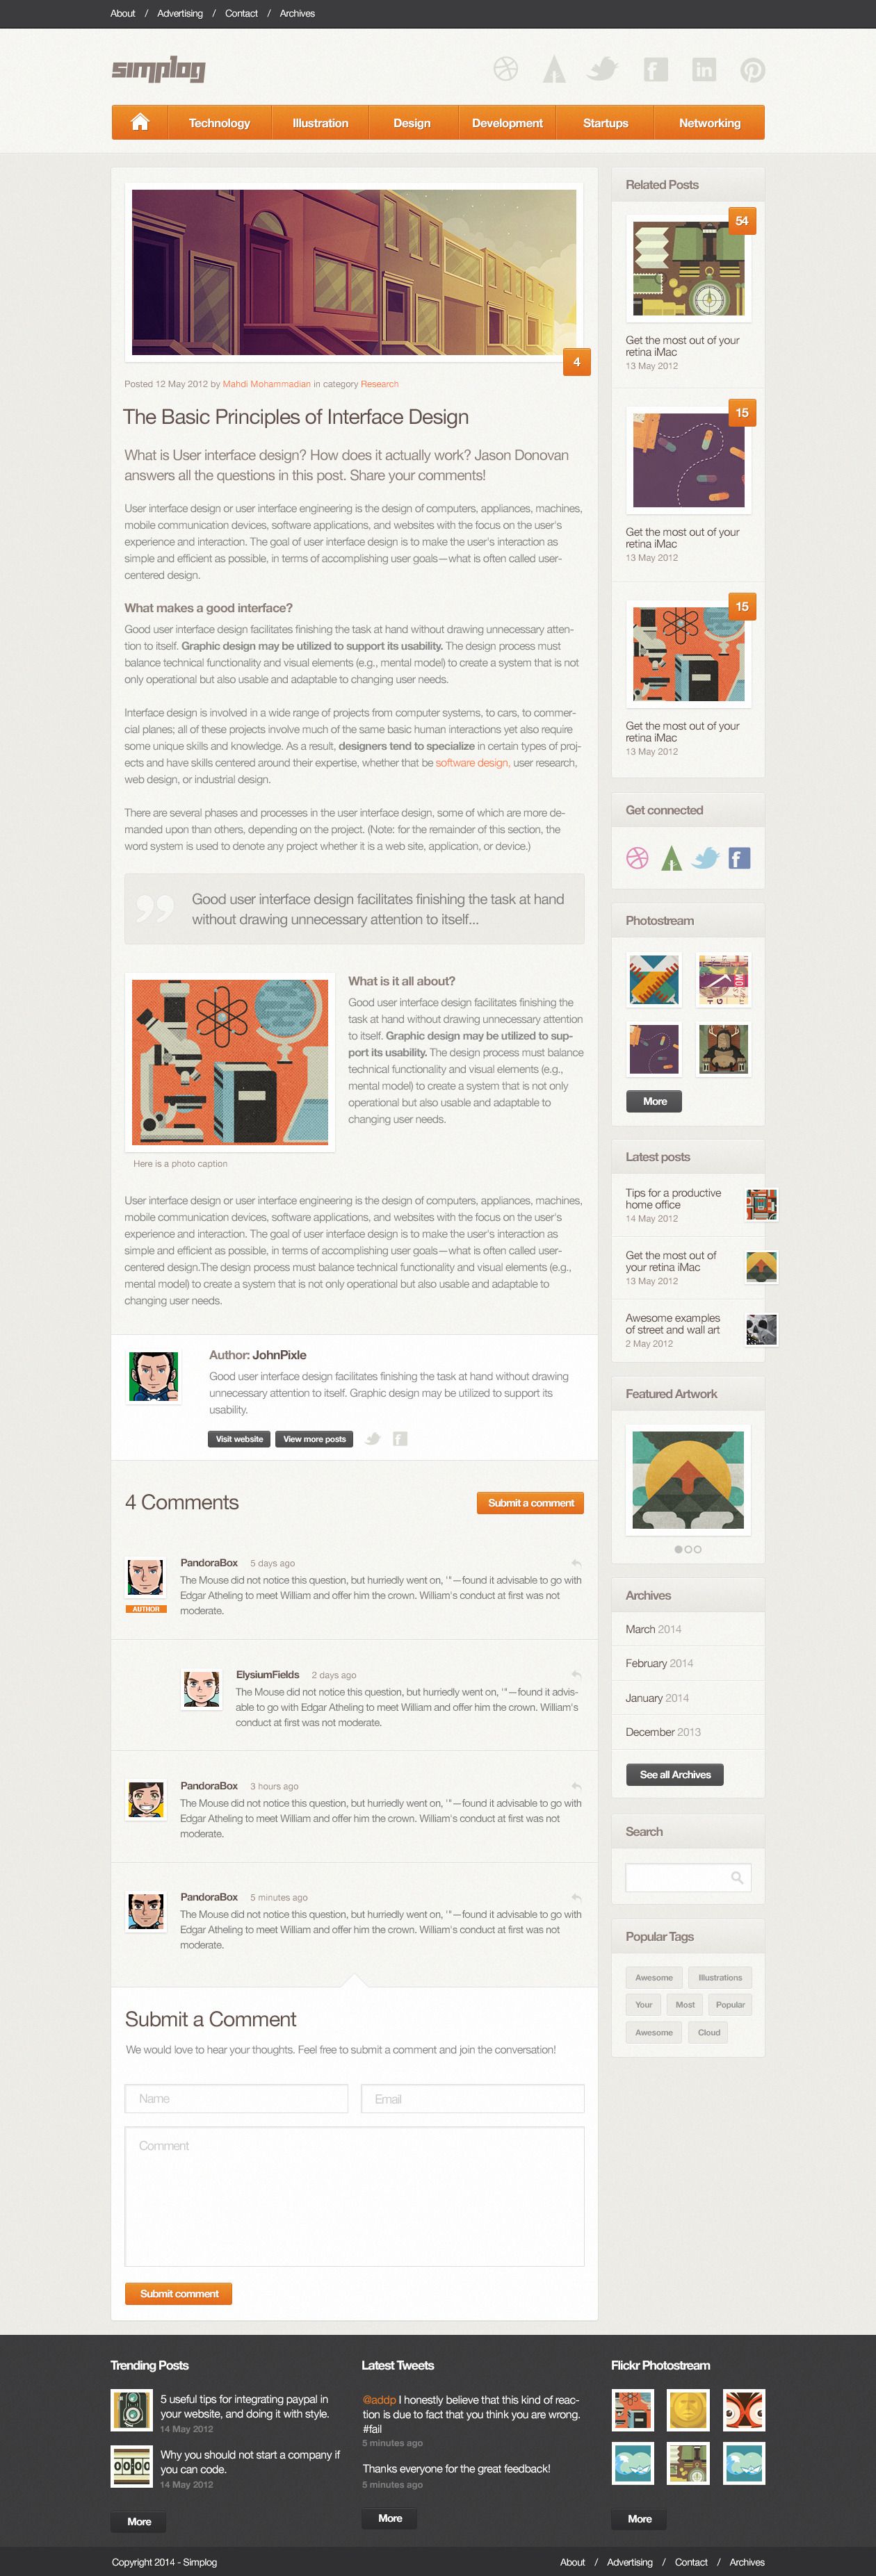 About / Advertising / Contact / Archives
simplog
Technology Illustration Design Development Startups Networking
4
Posted 12 May 2012 by Mahdi Mohammadian in category Research
The Basic Principles of Interface Design
What is User interface design? How does it actually work? Jason Donovan
answers all the questions in this post. Share your comments!
User interface design or user interface engineering is the design of computers, appliances, machines,
mobile communication devices, software applications, and websites with the focus on the user's
experience and interaction. The goal of user interface design is to make the user's interaction as
simple and efficient as possible, in terms of accomplishing user goals—what is often called user-
centered design.
What makes a good interface?
Good user interface design facilitates finishing the task at hand without drawing unnecessary atten-
tion to itself. Graphic design may be utilized to support its usability. The design process must
balance technical functionality and visual elements (e.g., mental model) to create a system that is not
only operational but also usable and adaptable to changing user needs.
Interface design is involved in a wide range of projects from computer systems, to cars, to commer-
cial planes; all of these projects involve much of the same basic human interactions yet also require
some unique skills and knowledge. As a result, designers tend to specialize in certain types of proj-
ects and have skills centered around their expertise, whether that be software design, user research,
web design, or industrial design.
There are several phases and processes in the user interface design, some of which are more de-
manded upon than others, depending on the project. (Note: for the remainder of this section, the
word system is used to denote any project whether it is a web site, application, or device.)
Good user interface design facilitates finishing the task at hand
without drawing unnecessary attention to itself...
What is it all about?
Good user interface design facilitates finishing the
task at hand without drawing unnecessary attention
to itself. Graphic design may be utilized to sup-
port its usability. The design process must balance
technical functionality and visual elements (e.g.,
mental model) to create a system that is not only
operational but also usable and adaptable to
changing user needs.
Here is a photo caption
User interface design or user interface engineering is the design of computers, appliances, machines,
mobile communication devices, software applications, and websites with the focus on the user's
experience and interaction. The goal of user interface design is to make the user's interaction as
simple and efficient as possible, in terms of accomplishing user goals—what is often called user-
centered design.The design process must balance technical functionality and visual elements (e.g.,
mental model) to create a system that is not only operational but also usable and adaptable to
changing user needs.
Author: JohnPixle
Good user interface design facilitates finishing the task at hand without drawing
unnecessary attention to itself. Graphic design may be utilized to support its
usability.
Visit website View more posts
4 Comments
Submit a comment
PandoraBox 5 days ago
The Mouse did not notice this question, but hurriedly went on, '"—found it advisable to go with
Edgar Atheling to meet William and offer him the crown. William's conduct at first was not
moderate.
AUTHOR
ElysiumFields 2 days ago
The Mouse did not notice this question, but hurriedly went on, '"—found it advis-
able to go with Edgar Atheling to meet William and offer him the crown. William's
conduct at first was not moderate.
PandoraBox 3 hours ago
The Mouse did not notice this question, but hurriedly went on, '"—found it advisable to go with
Edgar Atheling to meet William and offer him the crown. William's conduct at first was not
moderate.
PandoraBox 5 minutes ago
The Mouse did not notice this question, but hurriedly went on, '"—found it advisable to go with
Edgar Atheling to meet William and offer him the crown. William's conduct at first was not
moderate.
Submit a Comment
We would love to hear your thoughts. Feel free to submit a comment and join the conversation!
Name Email
Comment
Submit comment
Related Posts
54
Get the most out of your
retina iMac
13 May 2012
15
Get the most out of your
retina iMac
13 May 2012
15
Get the most out of your
retina iMac
13 May 2012
Get connected
Photostream
More
Latest posts
Tips for a productive
home office
14 May 2012
Get the most out of
your retina iMac
13 May 2012
Awesome examples
of street and wall art
2 May 2012
Featured Artwork
Archives
March 2014
February 2014
January 2014
December 2013
See all Archives
Search
Popular Tags
Awesome Illustrations
Your Most Popular
Awesome Cloud
Trending Posts
5 useful tips for integrating paypal in
your website, and doing it with style.
14 May 2012
Why you should not start a company if
you can code.
14 May 2012
More
Latest Tweets
@addp I honestly believe that this kind of reac-
tion is due to fact that you think you are wrong.
#fail
5 minutes ago
Thanks everyone for the great feedback!
5 minutes ago
More
Flickr Photostream
More
Copyright 2014 - Simplog
About / Advertising / Contact / Archives